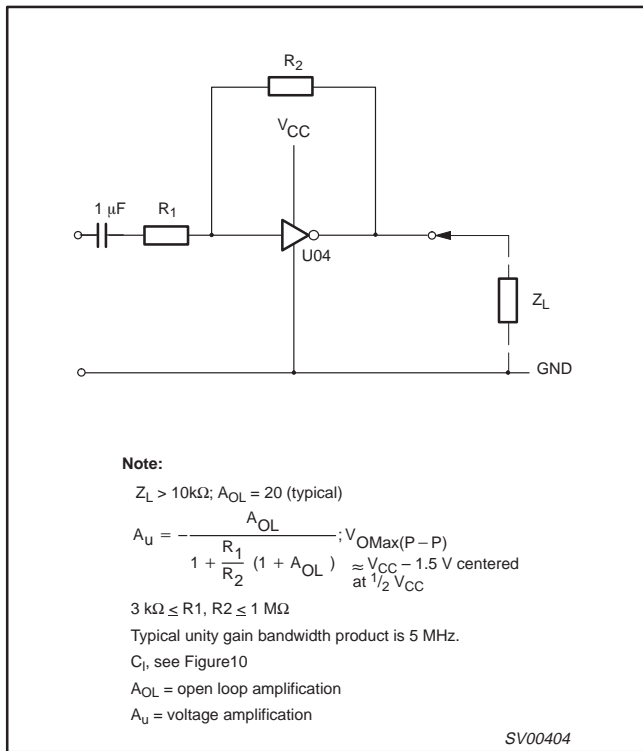 R2
VCC
1 μF
R1
U04
ZL
GND
Note:
ZL > 10kΩ; AOL = 20 (typical)
Au = − AOL / 1 + R1/R2 (1 + AOL) ; VOMax(P − P)
≈ VCC − 1.5 V centered
at 1/2 VCC
3 kΩ ≤ R1, R2 ≤ 1 MΩ
Typical unity gain bandwidth product is 5 MHz.
CI, see Figure10
AOL = open loop amplification
Au = voltage amplification
SV00404